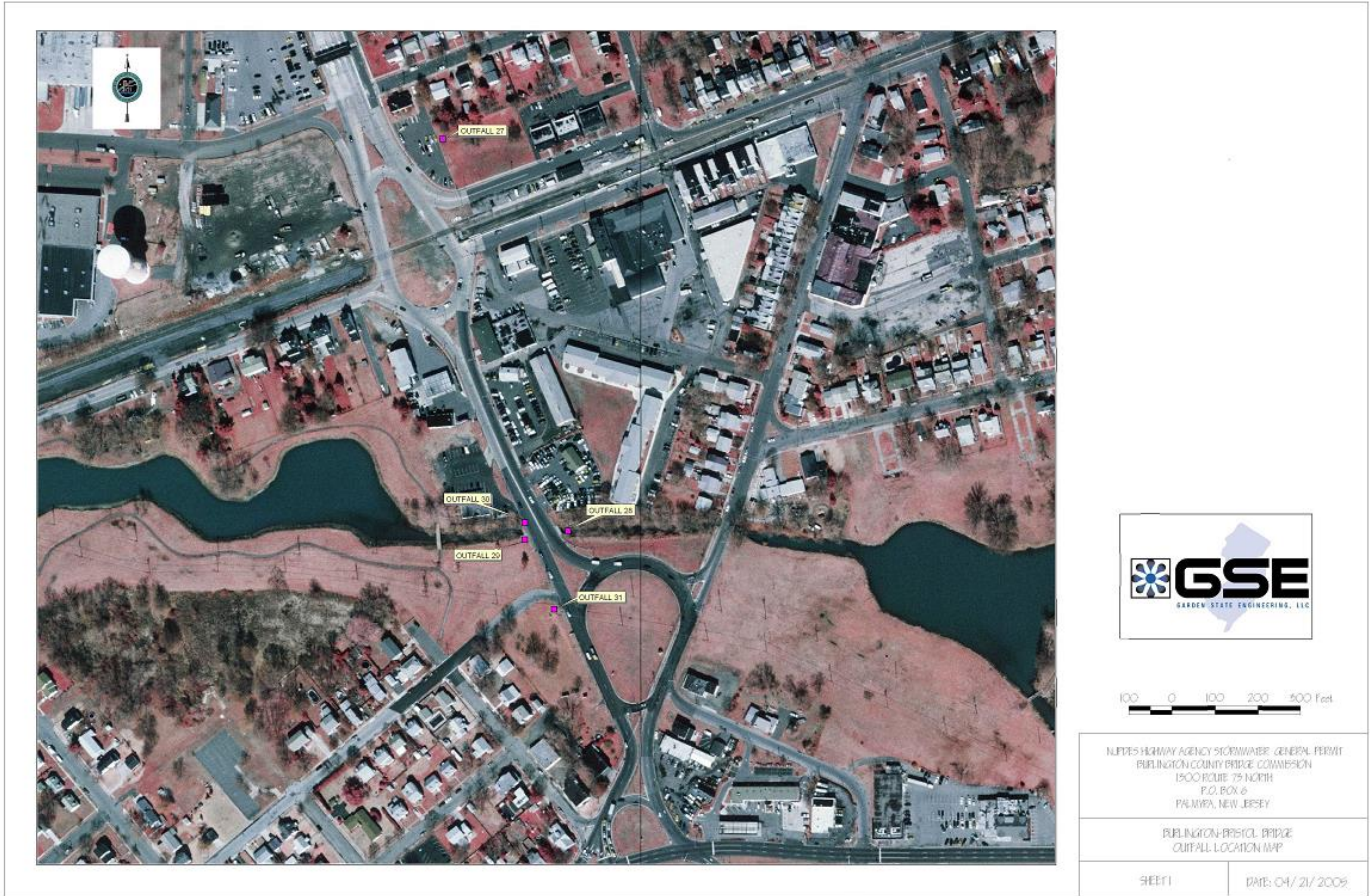 OUTFALL 27
OUTFALL 30
OUTFALL 28
OUTFALL 29
OUTFALL 31
GSE
GARDEN STATE ENGINEERING, LLC
100 0 100 200 300 Feet
NJPDES HIGHWAY AGENCY STORMWATER GENERAL PERMIT
BURLINGTON COUNTY BRIDGE COMMISSION
1300 ROUTE 73 NORTH
P.O. BOX 6
PALMYRA, NEW JERSEY
BURLINGTON-BRISTOL BRIDGE
OUTFALL LOCATION MAP
SHEET 1
DATE: 04/21/2005